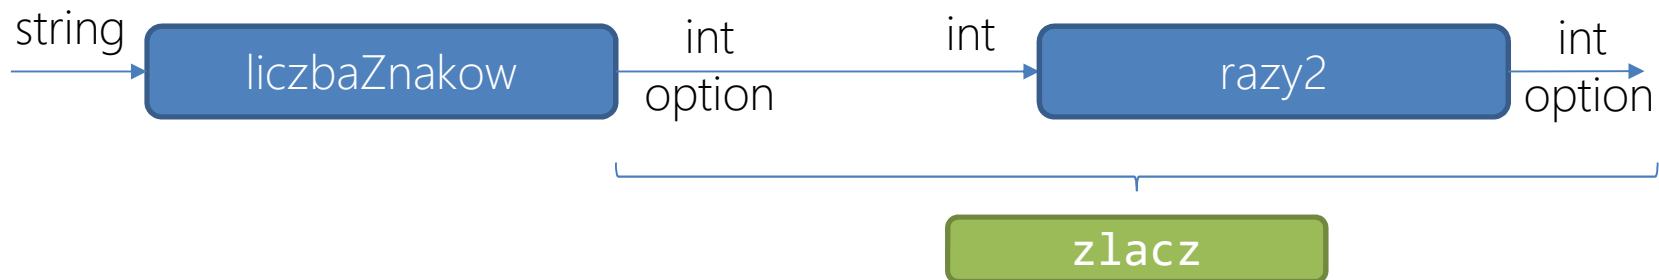 string
liczbaZnakow
int
option
int
razy2
int
option
zlacz